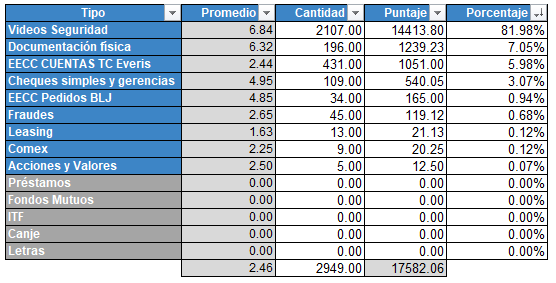 Tipo Promedio Cantidad Puntaje Porcentaje
Videos Seguridad 6.84 2107.00 14413.80 81.98%
Documentación física 6.32 196.00 1239.23 7.05%
EECC CUENTAS TC Everis 2.44 431.00 1051.00 5.98%
Cheques simples y gerencias 4.95 109.00 540.05 3.07%
EECC Pedidos BLJ 4.85 34.00 165.00 0.94%
Fraudes 2.65 45.00 119.12 0.68%
Leasing 1.63 13.00 21.13 0.12%
Comex 2.25 9.00 20.25 0.12%
Acciones y Valores 2.50 5.00 12.50 0.07%
Préstamos 0.00 0.00 0.00 0.00%
Fondos Mutuos 0.00 0.00 0.00 0.00%
ITF 0.00 0.00 0.00 0.00%
Canje 0.00 0.00 0.00 0.00%
Letras 0.00 0.00 0.00 0.00%
2.46 2949.00 17582.06